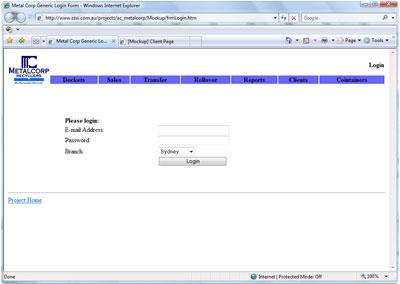 Metal Corp Generic Login Form - Windows Internet Explorer
http://www.ssw.com.au/projects/ac_metalcorp/Mockup/frmLogin.htm
Google
Metal Corp Generic Lo...
[Mockup] Client Page
Page
Tools
METALCORP
RECYCLERS
Login
Dockets Sales Transfer Rollover Reports Clients Containers
Please login:
E-mail Address:
Password:
Branch: Sydney
Login
Project Home
Done
Internet | Protected Mode: Off
100%